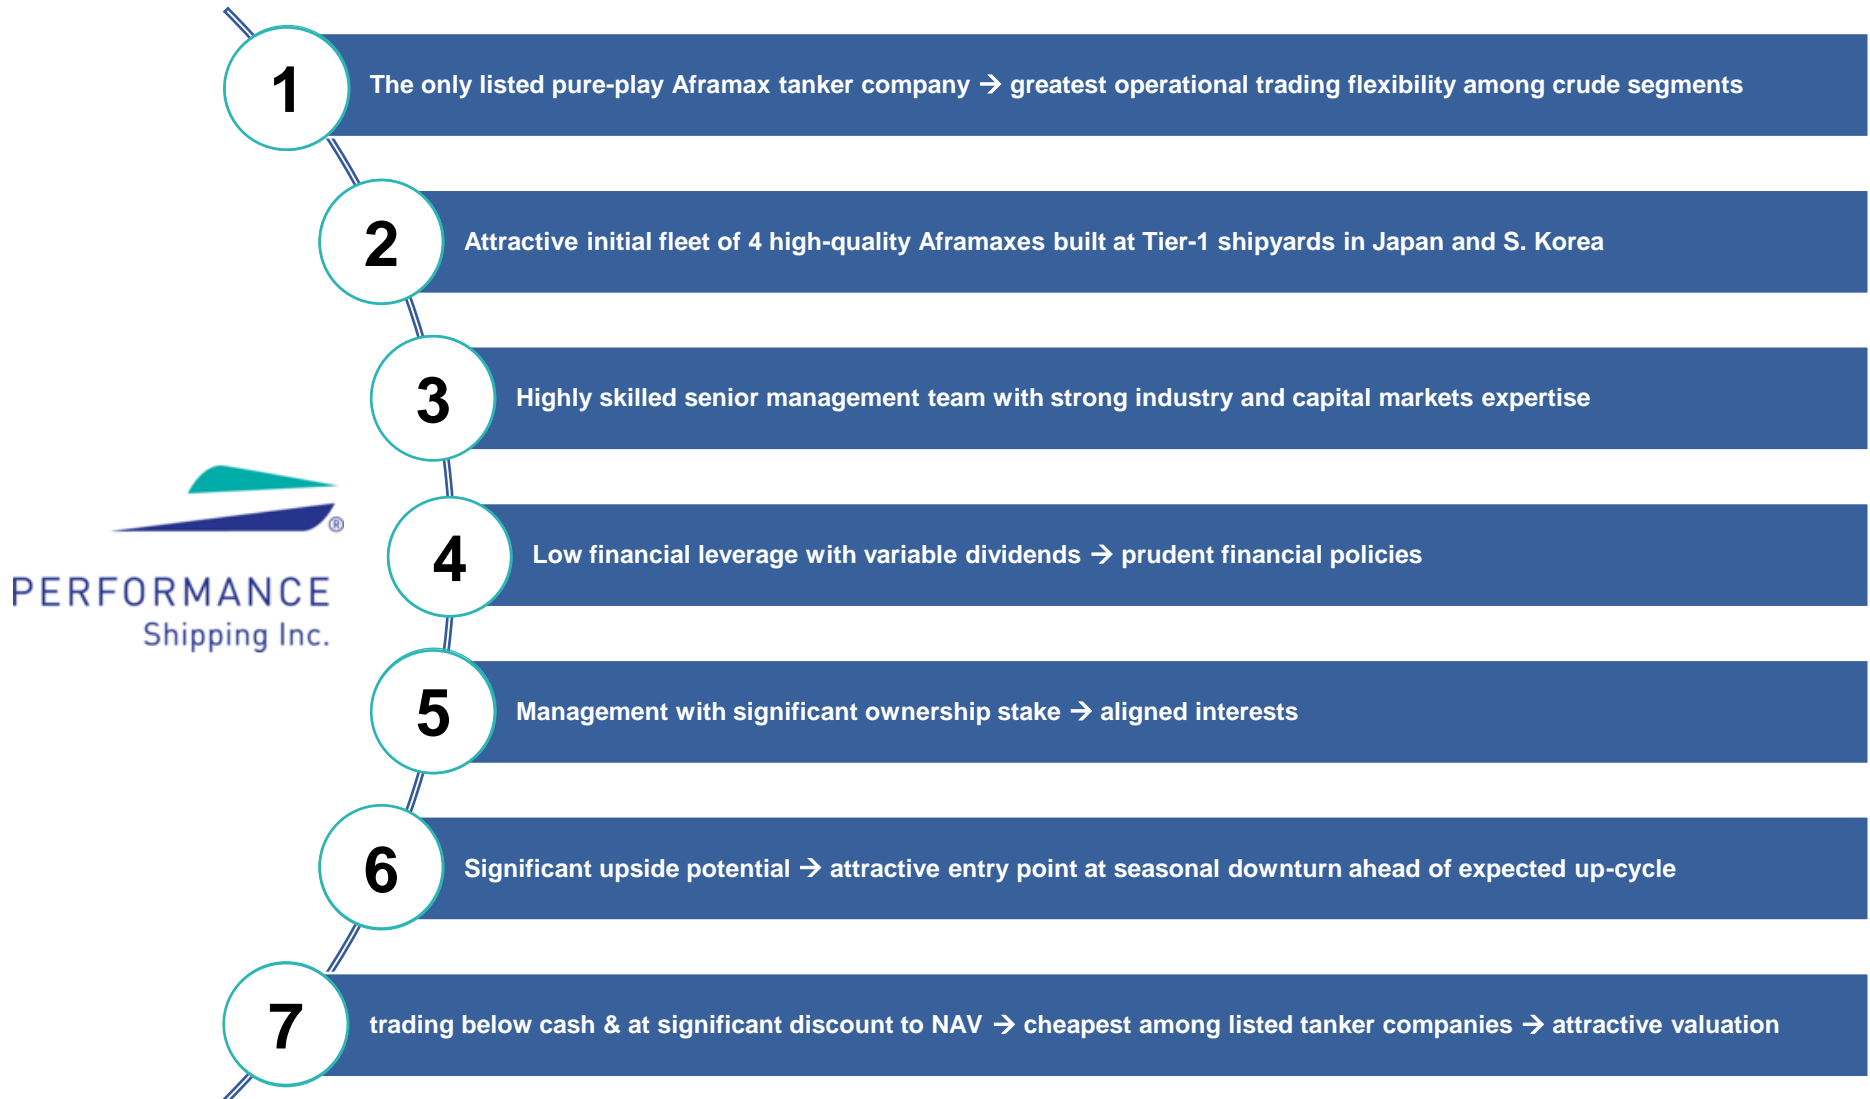 1
The only listed pure-play Aframax tanker company → greatest operational trading flexibility among crude segments
2
Attractive initial fleet of 4 high-quality Aframaxes built at Tier-1 shipyards in Japan and S. Korea
3
Highly skilled senior management team with strong industry and capital markets expertise
®
PERFORMANCE
Shipping Inc.
4
Low financial leverage with variable dividends → prudent financial policies
5
Management with significant ownership stake → aligned interests
6
Significant upside potential → attractive entry point at seasonal downturn ahead of expected up-cycle
7
trading below cash & at significant discount to NAV → cheapest among listed tanker companies → attractive valuation